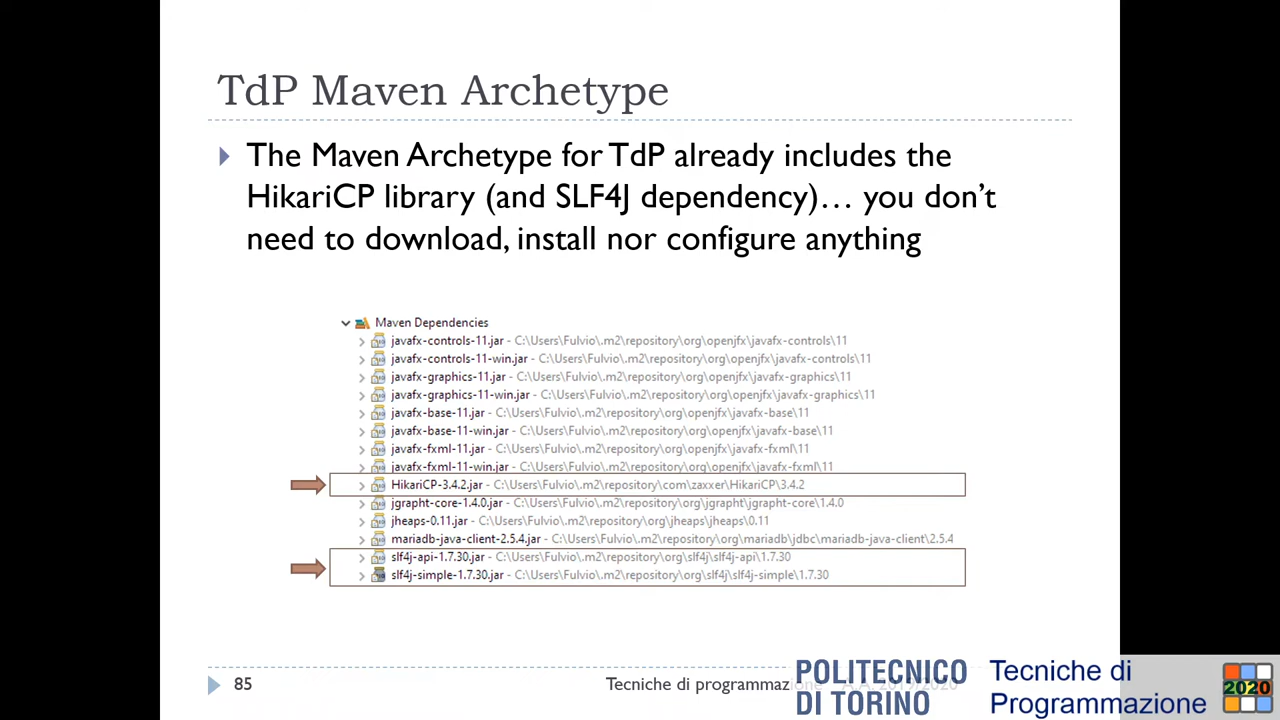 TdP Maven Archetype
The Maven Archetype for TdP already includes the
HikariCP library (and SLF4J dependency)… you don’t
need to download, install nor configure anything
Maven Dependencies
javafx-controls-11.jar - C:\Users\Fulvio\.m2\repository\org\openjfx\javafx-controls\11
javafx-controls-11-win.jar - C:\Users\Fulvio\.m2\repository\org\openjfx\javafx-controls\11
javafx-graphics-11.jar - C:\Users\Fulvio\.m2\repository\org\openjfx\javafx-graphics\11
javafx-graphics-11-win.jar - C:\Users\Fulvio\.m2\repository\org\openjfx\javafx-graphics\11
javafx-base-11.jar - C:\Users\Fulvio\.m2\repository\org\openjfx\javafx-base\11
javafx-base-11-win.jar - C:\Users\Fulvio\.m2\repository\org\openjfx\javafx-base\11
javafx-fxml-11.jar - C:\Users\Fulvio\.m2\repository\org\openjfx\javafx-fxml\11
javafx-fxml-11-win.jar - C:\Users\Fulvio\.m2\repository\org\openjfx\javafx-fxml\11
HikariCP-3.4.2.jar - C:\Users\Fulvio\.m2\repository\com\zaxxer\HikariCP\3.4.2
jgrapht-core-1.4.0.jar - C:\Users\Fulvio\.m2\repository\org\jgrapht\jgrapht-core\1.4.0
jheaps-0.11.jar - C:\Users\Fulvio\.m2\repository\org\jheaps\jheaps\0.11
mariadb-java-client-2.5.4.jar - C:\Users\Fulvio\.m2\repository\org\mariadb\jdbc\mariadb-java-client\2.5.4
slf4j-api-1.7.30.jar - C:\Users\Fulvio\.m2\repository\org\slf4j\slf4j-api\1.7.30
slf4j-simple-1.7.30.jar - C:\Users\Fulvio\.m2\repository\org\slf4j\slf4j-simple\1.7.30
85
Tecniche di programmazione - A.A. 2019/2020
POLITECNICO
DI TORINO
Tecniche di
Programmazione
2020